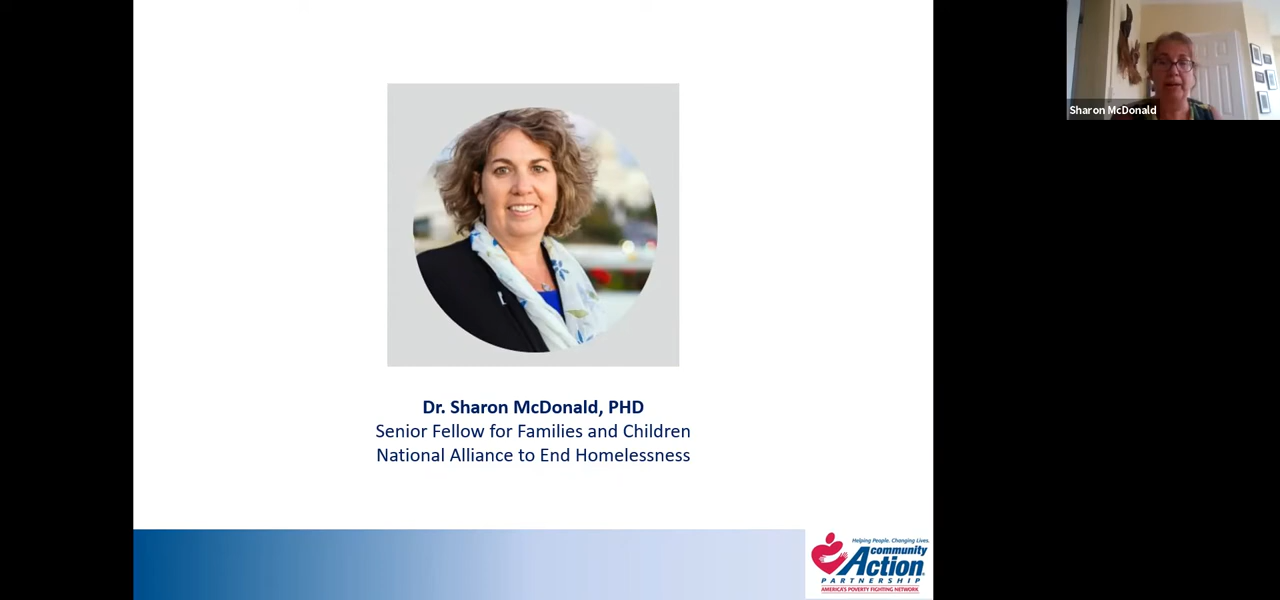 Sharon McDonald
Dr. Sharon McDonald, PHD
Senior Fellow for Families and Children
National Alliance to End Homelessness
Helping People. Changing Lives.
community
Action
PARTNERSHIP
AMERICA'S POVERTY FIGHTING NETWORK